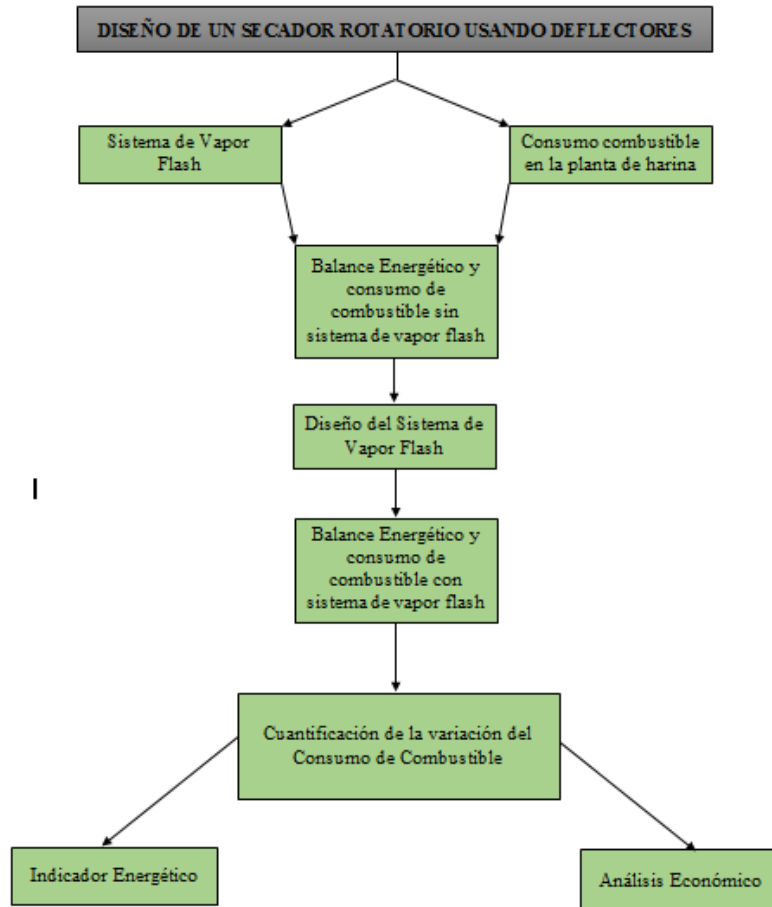 DISEÑO DE UN SECADOR ROTATORIO USANDO DEFLECTORES
Sistema de Vapor
Flash
Consumo combustible
en la planta de harina
Balance Energético y
consumo de
combustible sin
sistema de vapor flash
Diseño del Sistema de
Vapor Flash
Balance Energético y
consumo de
combustible con
sistema de vapor flash
Cuantificación de la variación del
Consumo de Combustible
Indicador Energético
Análisis Económico